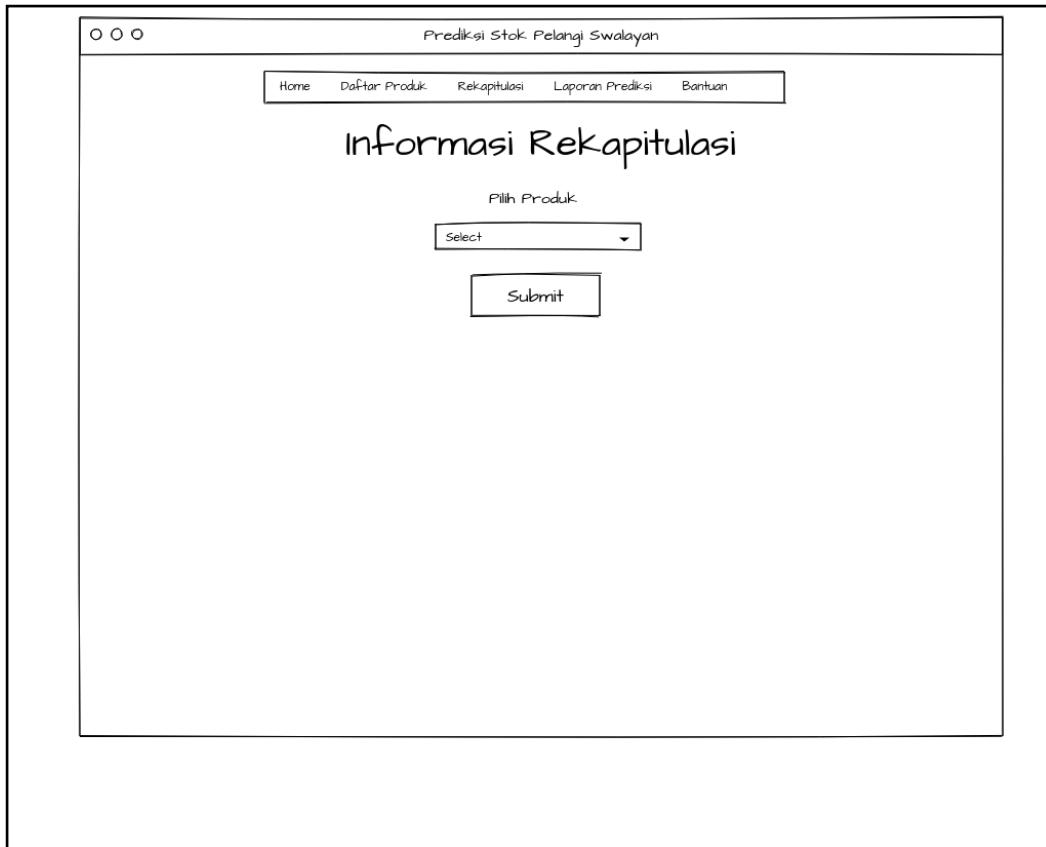 Prediksi Stok Pelangi Swalayan
Home Daftar Produk Rekapitulasi Laporan Prediksi Bantuan
Informasi Rekapitulasi
Pilih Produk
Select
Submit